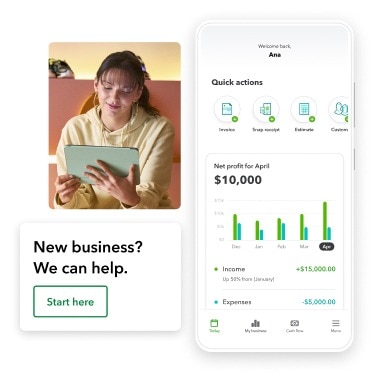 Welcome back,
Ana
Quick actions
Invoice
Snap receipt
Estimate
Custom
Net profit for April
$10,000
$15k
$10k
$5k
$0
Dec
Jan
Feb
Mar
Apr
Income
+$15,000.00
Up 50% from (January)
Expenses
-$5,000.00
Today
My business
Cash flow
Menu
New business?
We can help.
Start here